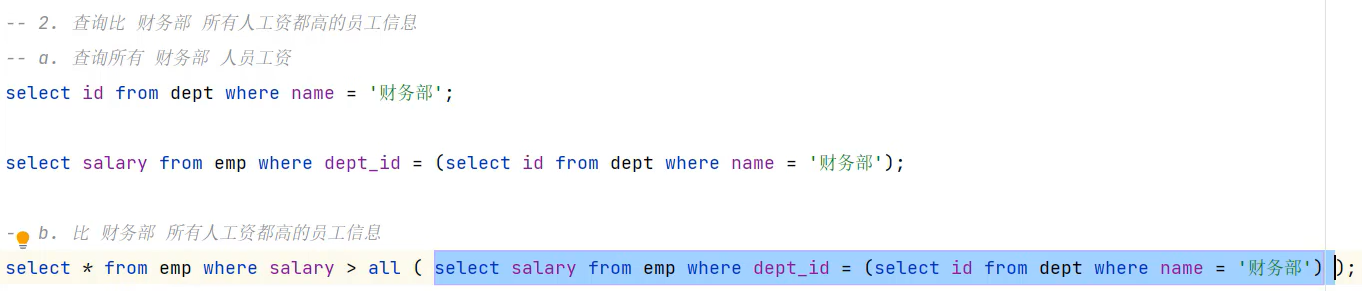 -- 2. 查询比 财务部 所有人工资都高的员工信息
-- a. 查询所有 财务部 人员工资
select id from dept where name = '财务部';
select salary from emp where dept_id = (select id from dept where name = '财务部');
- b. 比 财务部 所有人工资都高的员工信息
select * from emp where salary > all ( select salary from emp where dept_id = (select id from dept where name = '财务部') );